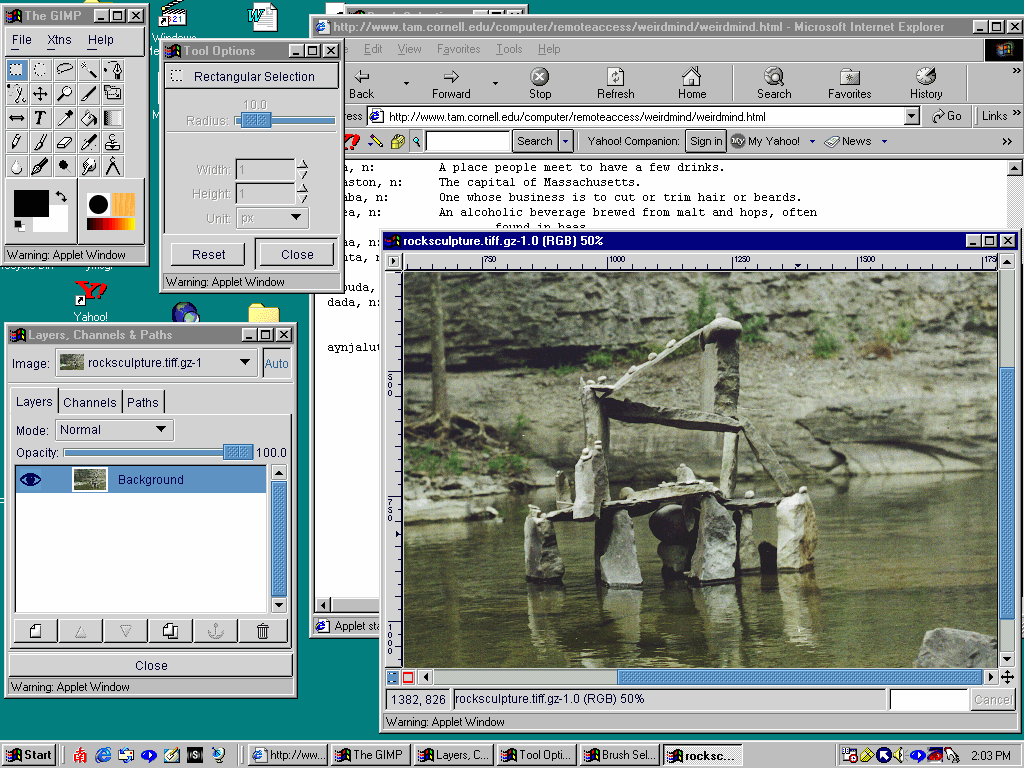 The GIMP
File Xtns Help
Warning: Applet Window
Tool Options
Rectangular Selection
10.0
Radius:
Width: 1
Height: 1
Unit: px
Reset Close
Warning: Applet Window
Yahoo!
http://www.tam.cornell.edu/computer/remoteaccess/weirdmind/weirdmind.html - Microsoft Internet Explorer
Edit View Favorites Tools Help
Back Forward Stop Refresh Home Search Favorites History
ress http://www.tam.cornell.edu/computer/remoteaccess/weirdmind/weirdmind.html Go Links
Search Yahoo! Companion: Sign in My Yahoo! News
a, n: A place people meet to have a few drinks.
aston, n: The capital of Massachusetts.
aba, n: One whose business is to cut or trim hair or beards.
ea, n: An alcoholic beverage brewed from malt and hops, often
found in baas
dada, n:
aynjalut
Applet sta
Layers, Channels & Paths
Image: rocksculpture.tiff.gz-1 Auto
Layers Channels Paths
Mode: Normal
Opacity: 100.0
Background
Close
Warning: Applet Window
rocksculpture.tiff.gz-1.0 (RGB) 50%
750 1000 1250 1500 175
500
750
1000
1382, 826 rocksculpture.tiff.gz-1.0 (RGB) 50% Cancel
Warning: Applet Window
Start http://ww... The GIMP Layers, C... Tool Opti... Brush Sel... rocksc... 2:03 PM